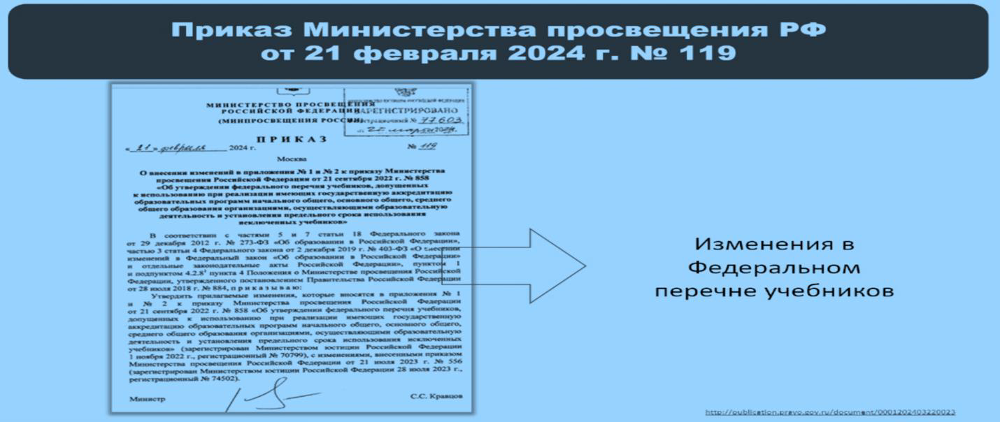 Приказ Министерства просвещения РФ
от 21 февраля 2024 г. № 119
МИНИСТЕРСТВО ПРОСВЕЩЕНИЯ
РОССИЙСКОЙ ФЕДЕРАЦИИ
(МИНПРОСВЕЩЕНИЯ РОССИИ)
ЗАРЕГИСТРИРОВАНО
Регистрационный № 77603
от 22 марта 2024.
ПРИКАЗ
« 21 » февраля 2024 г.
№ 119
Москва
О внесении изменений в приложения № 1 и № 2 к приказу Министерства
просвещения Российской Федерации от 21 сентября 2022 г. № 858
«Об утверждении федерального перечня учебников, допущенных
к использованию при реализации имеющих государственную аккредитацию
образовательных программ начального общего, основного общего, среднего
общего образования организациями, осуществляющими образовательную
деятельность и установления предельного срока использования
исключенных учебников»
В соответствии с частями 5 и 7 статьи 18 Федерального закона
от 29 декабря 2012 г. № 273-ФЗ «Об образовании в Российской Федерации»,
частью 3 статьи 4 Федерального закона от 2 декабря 2019 г. № 403-ФЗ «О внесении
изменений в Федеральный закон «Об образовании в Российской Федерации»
и отдельные законодательные акты Российской Федерации», пунктом 1
и подпунктом 4.2.8¹ пункта 4 Положения о Министерстве просвещения Российской
Федерации, утвержденного постановлением Правительства Российской Федерации
от 28 июля 2018 г. № 884, п р и к а з ы в а ю:
Утвердить прилагаемые изменения, которые вносятся в приложения № 1
и № 2 к приказу Министерства просвещения Российской Федерации
от 21 сентября 2022 г. № 858 «Об утверждении федерального перечня учебников,
допущенных к использованию при реализации имеющих государственную
аккредитацию образовательных программ начального общего, основного общего,
среднего общего образования организациями, осуществляющими образовательную
деятельность и установления предельного срока использования исключенных
учебников» (зарегистрирован Министерством юстиции Российской Федерации
1 ноября 2022 г., регистрационный № 70799), с изменениями, внесенными приказом
Министерства просвещения Российской Федерации от 21 июля 2023 г. № 556
(зарегистрирован Министерством юстиции Российской Федерации 28 июля 2023 г.,
регистрационный № 74502).
Министр
С.С. Кравцов
Изменения в
Федеральном
перечне учебников
http://publication.pravo.gov.ru/document/0001202403220023